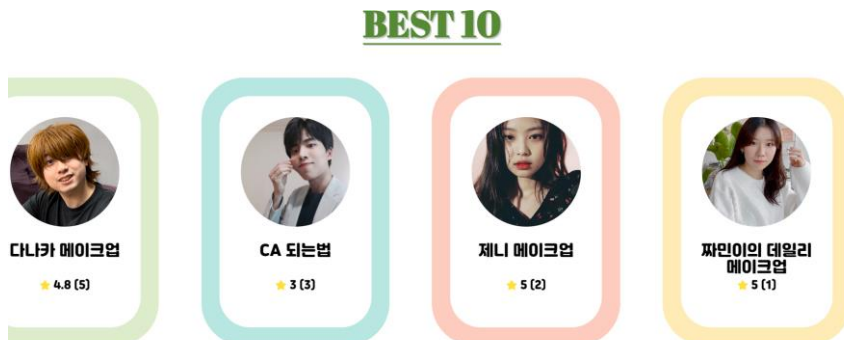 BEST 10
다나카 메이크업
4.8 (5)
CA 되는법
3 (3)
제니 메이크업
5 (2)
짜민이의 데일리
메이크업
5 (1)